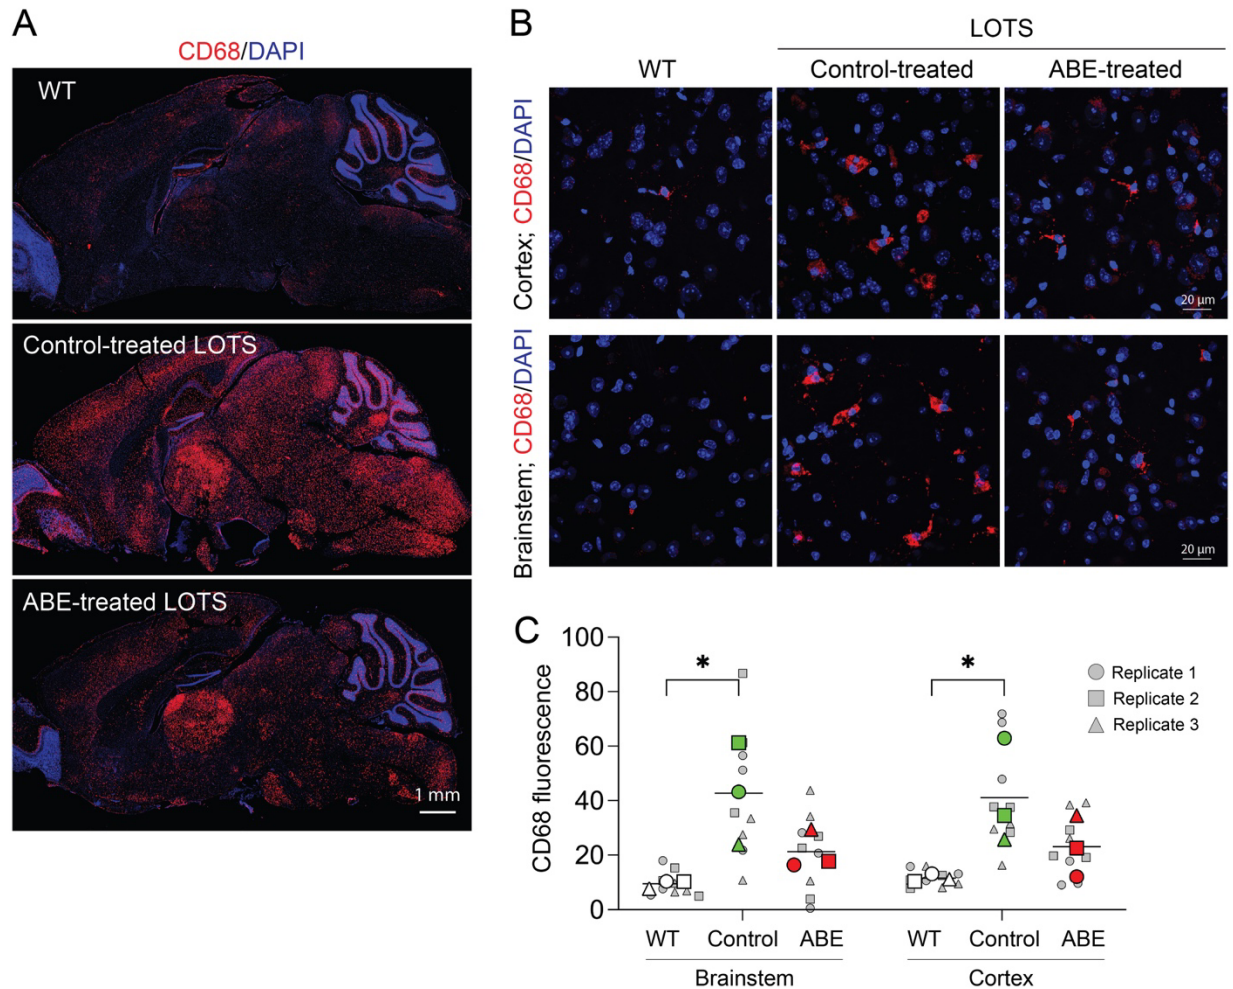 A
CD68/DAPI
WT
Control-treated LOTS
ABE-treated LOTS
1 mm
B
LOTS
WT
Control-treated
ABE-treated
Cortex; CD68/DAPI
20 µm
Brainstem; CD68/DAPI
20 µm
C
CD68 fluorescence
100
80
60
40
20
0
*
*
Replicate 1
Replicate 2
Replicate 3
WT
Control
ABE
WT
Control
ABE
Brainstem
Cortex